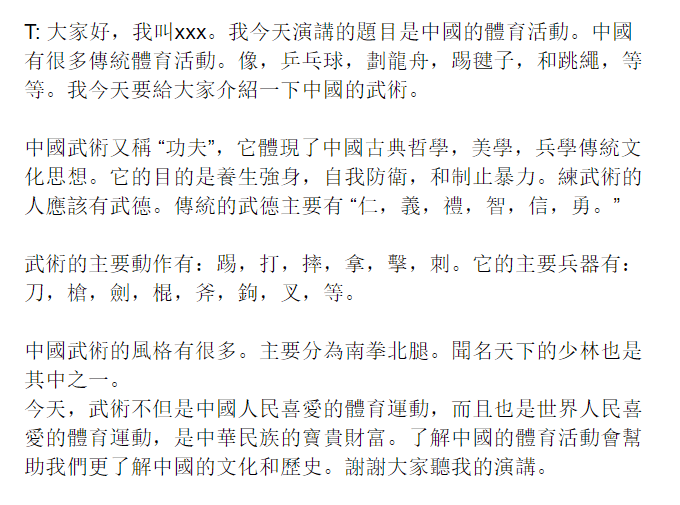 T: 大家好，我叫xxx。我今天演講的題目是中國的體育活動。中國
有很多傳統體育活動。像，乒乓球，劃龍舟，踢毽子，和跳繩，等
等。我今天要給大家介紹一下中國的武術。
中國武術又稱 “功夫”，它體現了中國古典哲學，美學，兵學傳統文
化思想。它的目的是養生強身，自我防衛，和制止暴力。練武術的
人應該有武德。傳統的武德主要有 “仁，義，禮，智，信，勇。”
武術的主要動作有：踢，打，摔，拿，擊，刺。它的主要兵器有：
刀，槍，劍，棍，斧，鉤，叉，等。
中國武術的風格有很多。主要分為南拳北腿。聞名天下的少林也是
其中之一。
今天，武術不但是中國人民喜愛的體育運動，而且也是世界人民喜
愛的體育運動，是中華民族的寶貴財富。了解中國的體育活動會幫
助我們更了解中國的文化和歷史。謝謝大家聽我的演講。